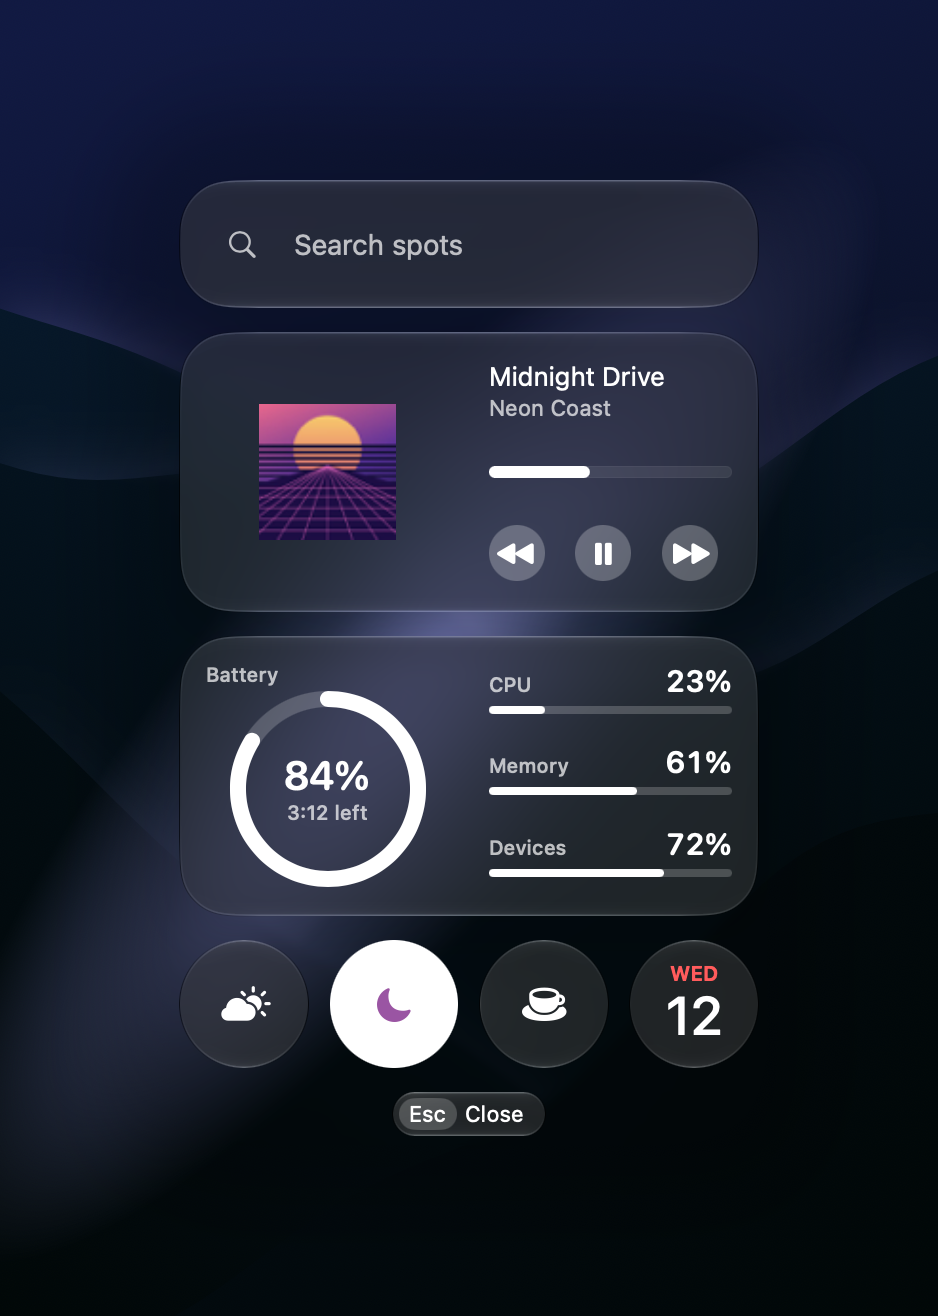 Search spots
Midnight Drive
Neon Coast
Battery
84%
3:12 left
CPU 23%
Memory 61%
Devices 72%
WED
12
Esc Close